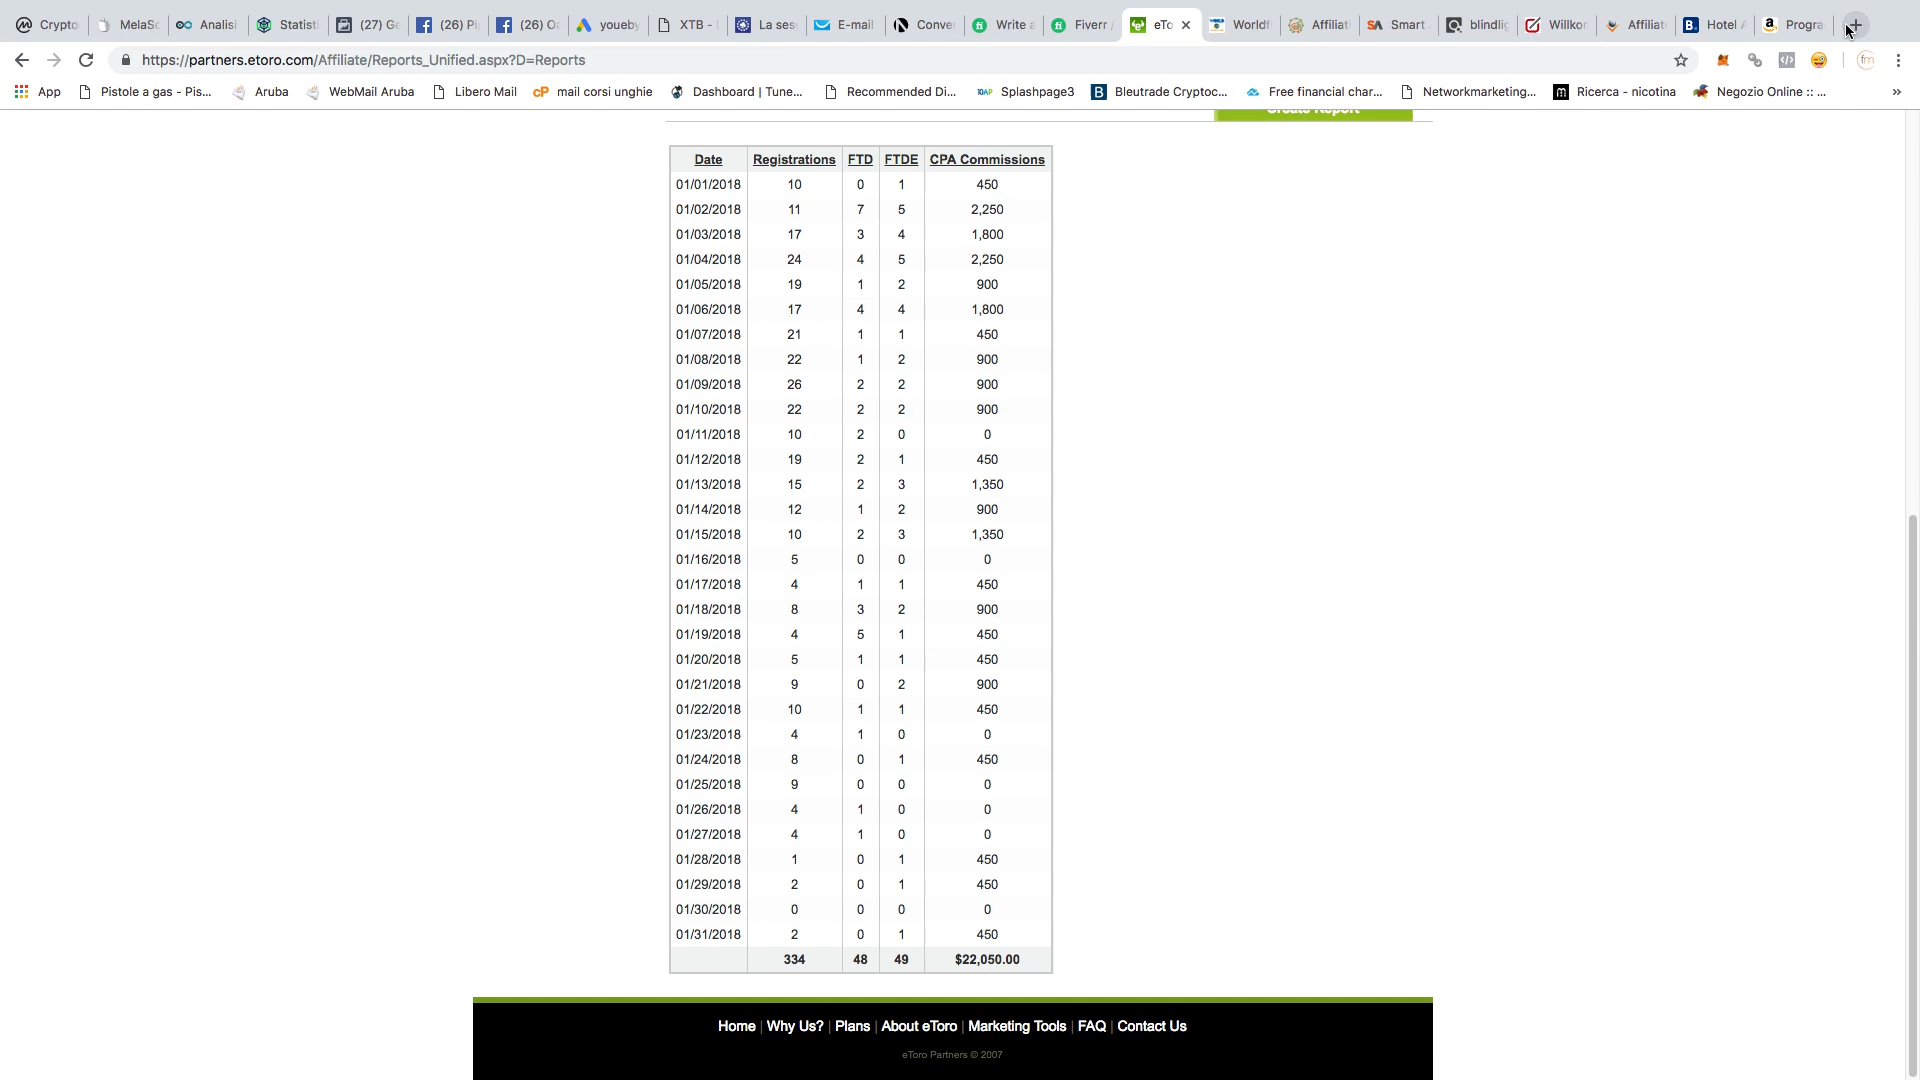 Crypto MelaSc Analisi Statisti (27) Ge (26) Pi (26) Oa youeb XTB - La ses E-mail Conve Write a Fiverr / eTo Worldf Affiliati Smart blindlig Willkor Affiliat Hotel A Progra
https://partners.etoro.com/Affiliate/Reports_Unified.aspx?D=Reports
App Pistole a gas - Pis... Aruba WebMail Aruba Libero Mail mail corsi unghie Dashboard | Tune... Recommended Di... Splashpage3 Bleutrade Cryptoc... Free financial char... Networkmarketing... Ricerca - nicotina Negozio Online :: ... »
Create Report
Date Registrations FTD FTDE CPA Commissions
01/01/2018 10 0 1 450
01/02/2018 11 7 5 2,250
01/03/2018 17 3 4 1,800
01/04/2018 24 4 5 2,250
01/05/2018 19 1 2 900
01/06/2018 17 4 4 1,800
01/07/2018 21 1 1 450
01/08/2018 22 1 2 900
01/09/2018 26 2 2 900
01/10/2018 22 2 2 900
01/11/2018 10 2 0 0
01/12/2018 19 2 1 450
01/13/2018 15 2 3 1,350
01/14/2018 12 1 2 900
01/15/2018 10 2 3 1,350
01/16/2018 5 0 0 0
01/17/2018 4 1 1 450
01/18/2018 8 3 2 900
01/19/2018 4 5 1 450
01/20/2018 5 1 1 450
01/21/2018 9 0 2 900
01/22/2018 10 1 1 450
01/23/2018 4 1 0 0
01/24/2018 8 0 1 450
01/25/2018 9 0 0 0
01/26/2018 4 1 0 0
01/27/2018 4 1 0 0
01/28/2018 1 0 1 450
01/29/2018 2 0 1 450
01/30/2018 0 0 0 0
01/31/2018 2 0 1 450
334 48 49 $22,050.00
Home | Why Us? | Plans | About eToro | Marketing Tools | FAQ | Contact Us
eToro Partners © 2007